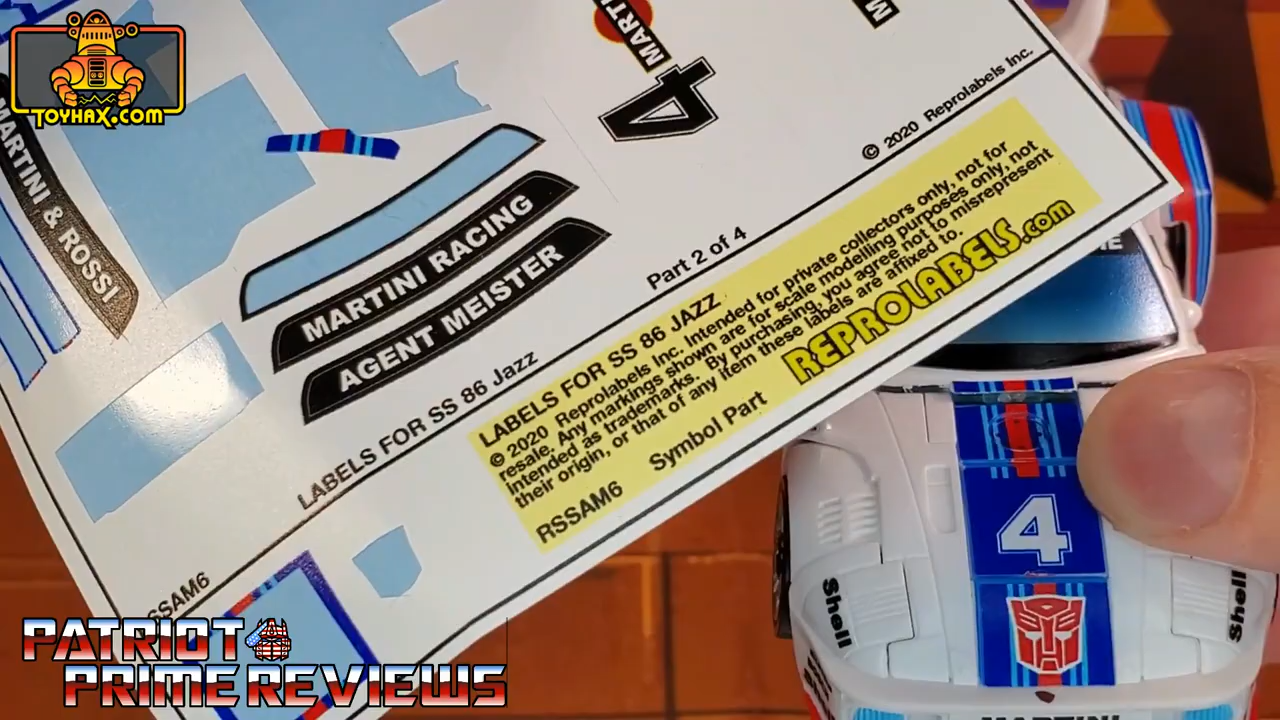 TOYHAX.COM
MARTINI & ROSSI
4
© 2020 Reprolabels Inc.
MARTINI RACING
AGENT MEISTER
Part 2 of 4
LABELS FOR SS 86 Jazz
LABELS FOR SS 86 JAZZ
© 2020 Reprolabels Inc. Intended for private collectors only, not for
resale. Any markings shown are for scale modelling purposes only, not
intended as trademarks. By purchasing, you agree not to misrepresent
their origin, or that of any item these labels are affixed to.
RSSAM6
Symbol Part
REPROLABELS.com
4
Shell
Shell
MARTINI
PATRIOT
PRIME REVIEWS